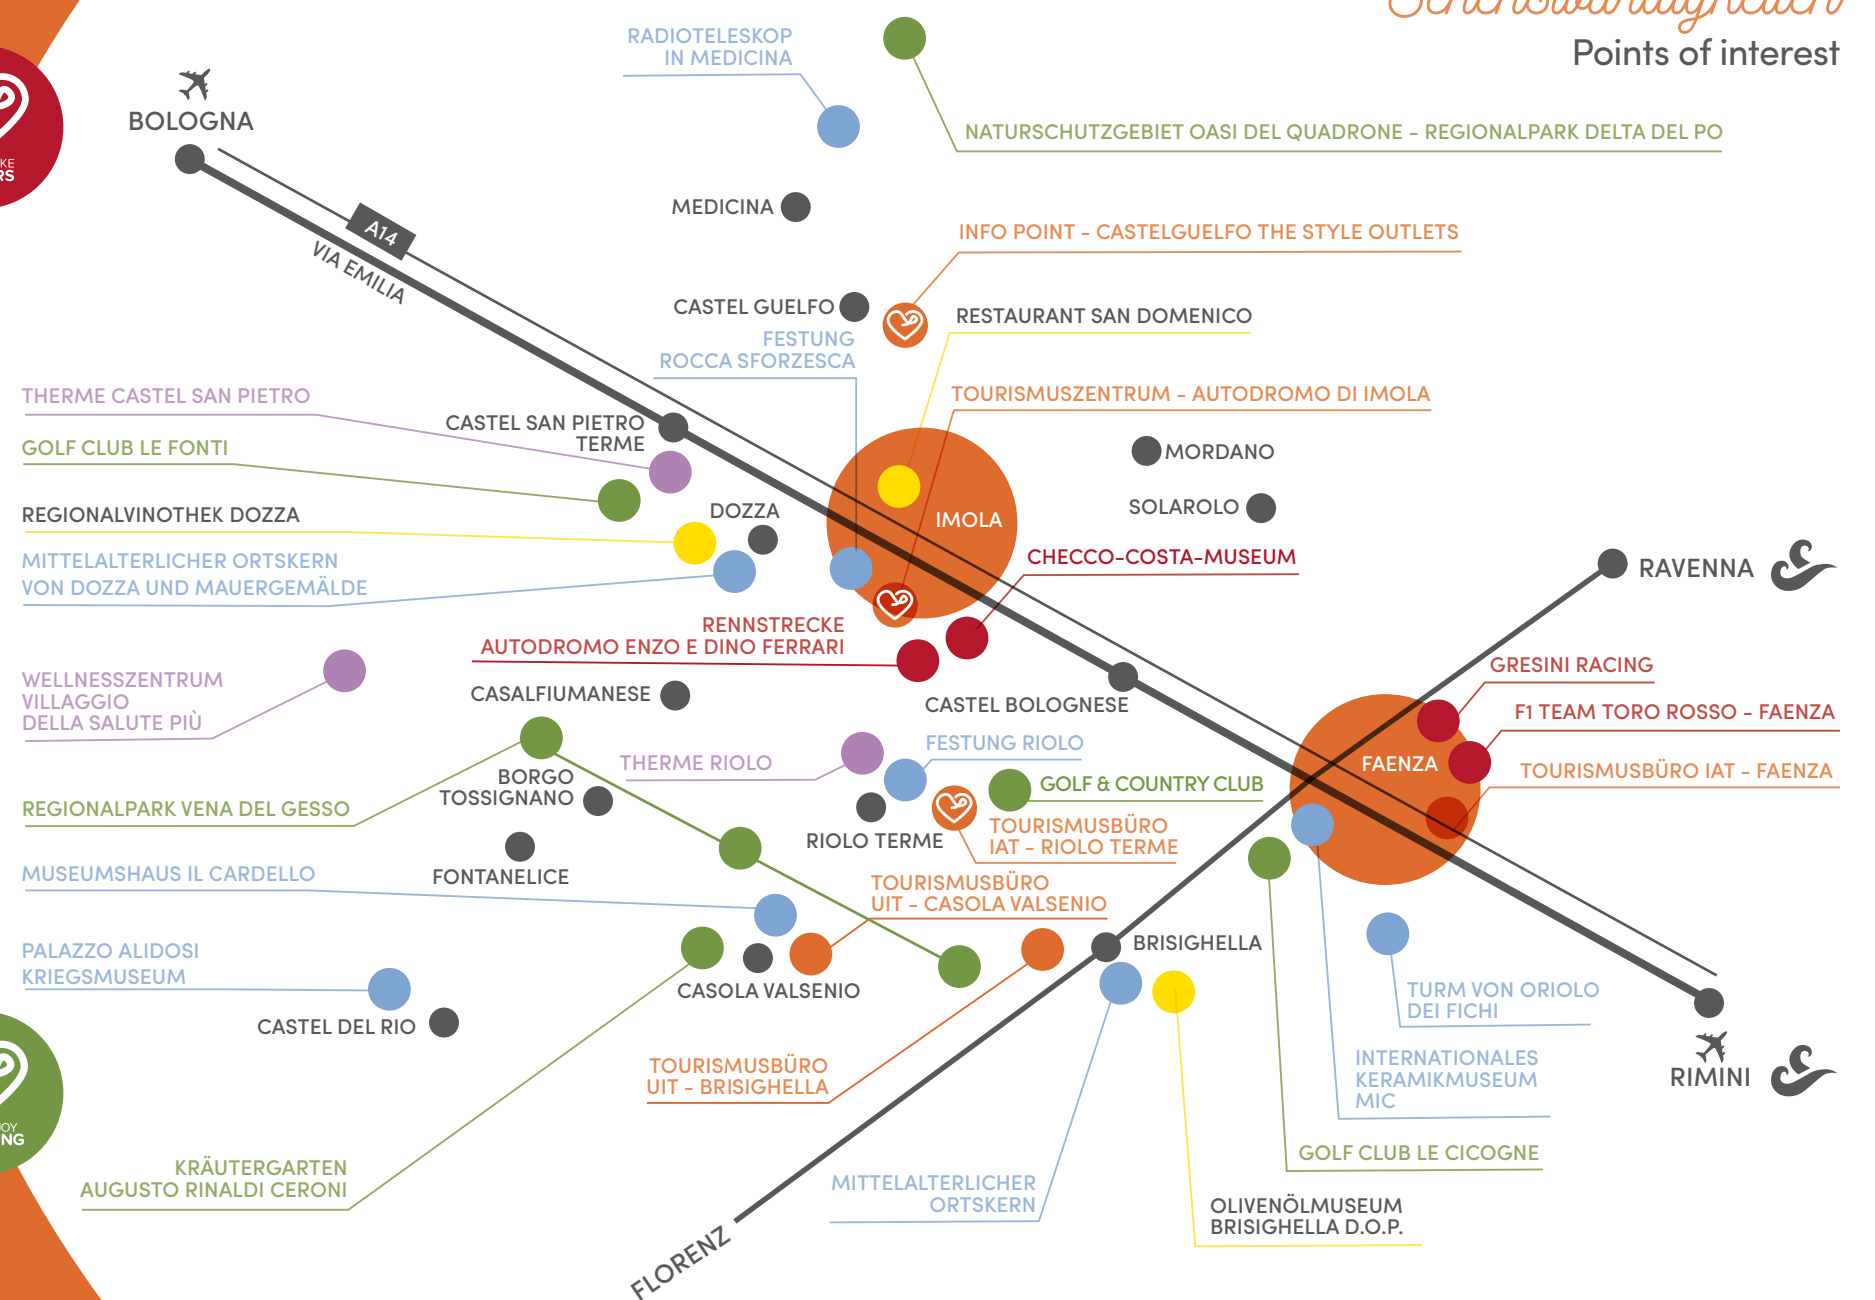 Points of interest
RADIOTELESKOP
IN MEDICINA
BOLOGNA
NATURSCHUTZGEBIET OASI DEL QUADRONE - REGIONALPARK DELTA DEL PO
MEDICINA
A14
VIA EMILIA
INFO POINT - CASTELGUELFO THE STYLE OUTLETS
CASTEL GUELFO
RESTAURANT SAN DOMENICO
FESTUNG
ROCCA SFORZESCA
THERME CASTEL SAN PIETRO
TOURISMUSZENTRUM - AUTODROMO DI IMOLA
CASTEL SAN PIETRO
TERME
GOLF CLUB LE FONTI
MORDANO
REGIONALVINOTHEK DOZZA
DOZZA
IMOLA
SOLAROLO
MITTELALTERLICHER ORTSKERN
VON DOZZA UND MAUERGEMÄLDE
CHECCO-COSTA-MUSEUM
RAVENNA
RENNSTRECKE
AUTODROMO ENZO E DINO FERRARI
WELLNESSZENTRUM
VILLAGGIO
DELLA SALUTE PIÙ
CASALFIUMANESE
CASTEL BOLOGNESE
GRESINI RACING
F1 TEAM TORO ROSSO - FAENZA
FAENZA
TOURISMUSBÜRO IAT - FAENZA
THERME RIOLO
FESTUNG RIOLO
BORGO
TOSSIGNANO
GOLF & COUNTRY CLUB
REGIONALPARK VENA DEL GESSO
RIOLO TERME
TOURISMUSBÜRO
IAT - RIOLO TERME
FONTANELICE
MUSEUMSHAUS IL CARDELLO
TOURISMUSBÜRO
UIT - CASOLA VALSENIO
PALAZZO ALIDOSI
KRIEGSMUSEUM
CASOLA VALSENIO
BRISIGHELLA
CASTEL DEL RIO
TURM VON ORIOLO
DEI FICHI
TOURISMUSBÜRO
UIT - BRISIGHELLA
INTERNATIONALES
KERAMIKMUSEUM
MIC
RIMINI
KRÄUTERGARTEN
AUGUSTO RINALDI CERONI
MITTELALTERLICHER
ORTSKERN
GOLF CLUB LE CICOGNE
OLIVENÖLMUSEUM
BRISIGHELLA D.O.P.
FLORENZ